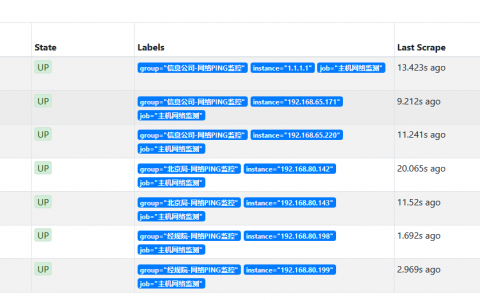 State Labels Last Scrape
UP group="信息公司-网络PING监控" instance="1.1.1.1" job="主机网络监测" 13.423s ago
UP group="信息公司-网络PING监控" instance="192.168.65.171" 9.212s ago
job="主机网络监测"
UP group="信息公司-网络PING监控" instance="192.168.65.220" 11.241s ago
job="主机网络监测"
UP group="北京局-网络PING监控" instance="192.168.80.142" 20.065s ago
job="主机网络监测"
UP group="北京局-网络PING监控" instance="192.168.80.143" 11.52s ago
job="主机网络监测"
UP group="经规院-网络PING监控" instance="192.168.80.198" 1.692s ago
job="主机网络监测"
UP group="经规院-网络PING监控" instance="192.168.80.199" 2.969s ago
job="主机网络监测"